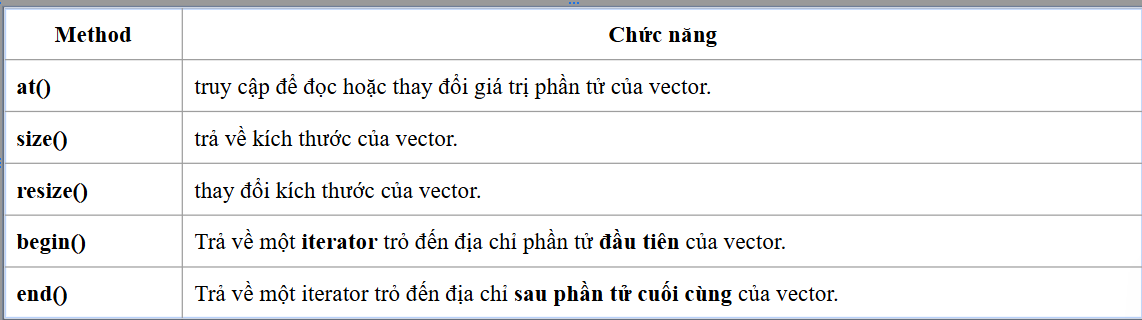 Method Chức năng
at() truy cập để đọc hoặc thay đổi giá trị phần tử của vector.
size() trả về kích thước của vector.
resize() thay đổi kích thước của vector.
begin() Trả về một iterator trỏ đến địa chỉ phần tử đầu tiên của vector.
end() Trả về một iterator trỏ đến địa chỉ sau phần tử cuối cùng của vector.